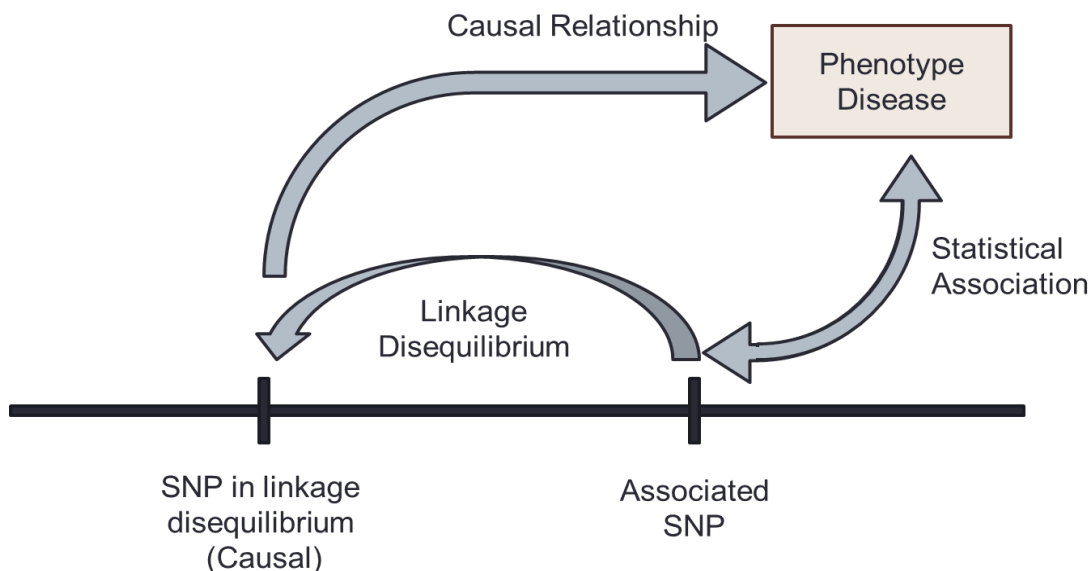 Causal Relationship
Phenotype
Disease
Statistical
Association
Linkage
Disequilibrium
SNP in linkage
disequilibrium
(Causal)
Associated
SNP